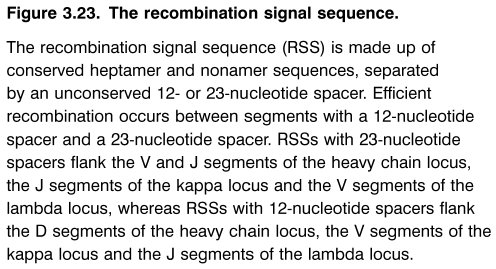 Figure 3.23. The recombination signal sequence.
The recombination signal sequence (RSS) is made up of
conserved heptamer and nonamer sequences, separated
by an unconserved 12- or 23-nucleotide spacer. Efficient
recombination occurs between segments with a 12-nucleotide
spacer and a 23-nucleotide spacer. RSSs with 23-nucleotide
spacers flank the V and J segments of the heavy chain locus,
the J segments of the kappa locus and the V segments of the
lambda locus, whereas RSSs with 12-nucleotide spacers flank
the D segments of the heavy chain locus, the V segments of the
kappa locus and the J segments of the lambda locus.